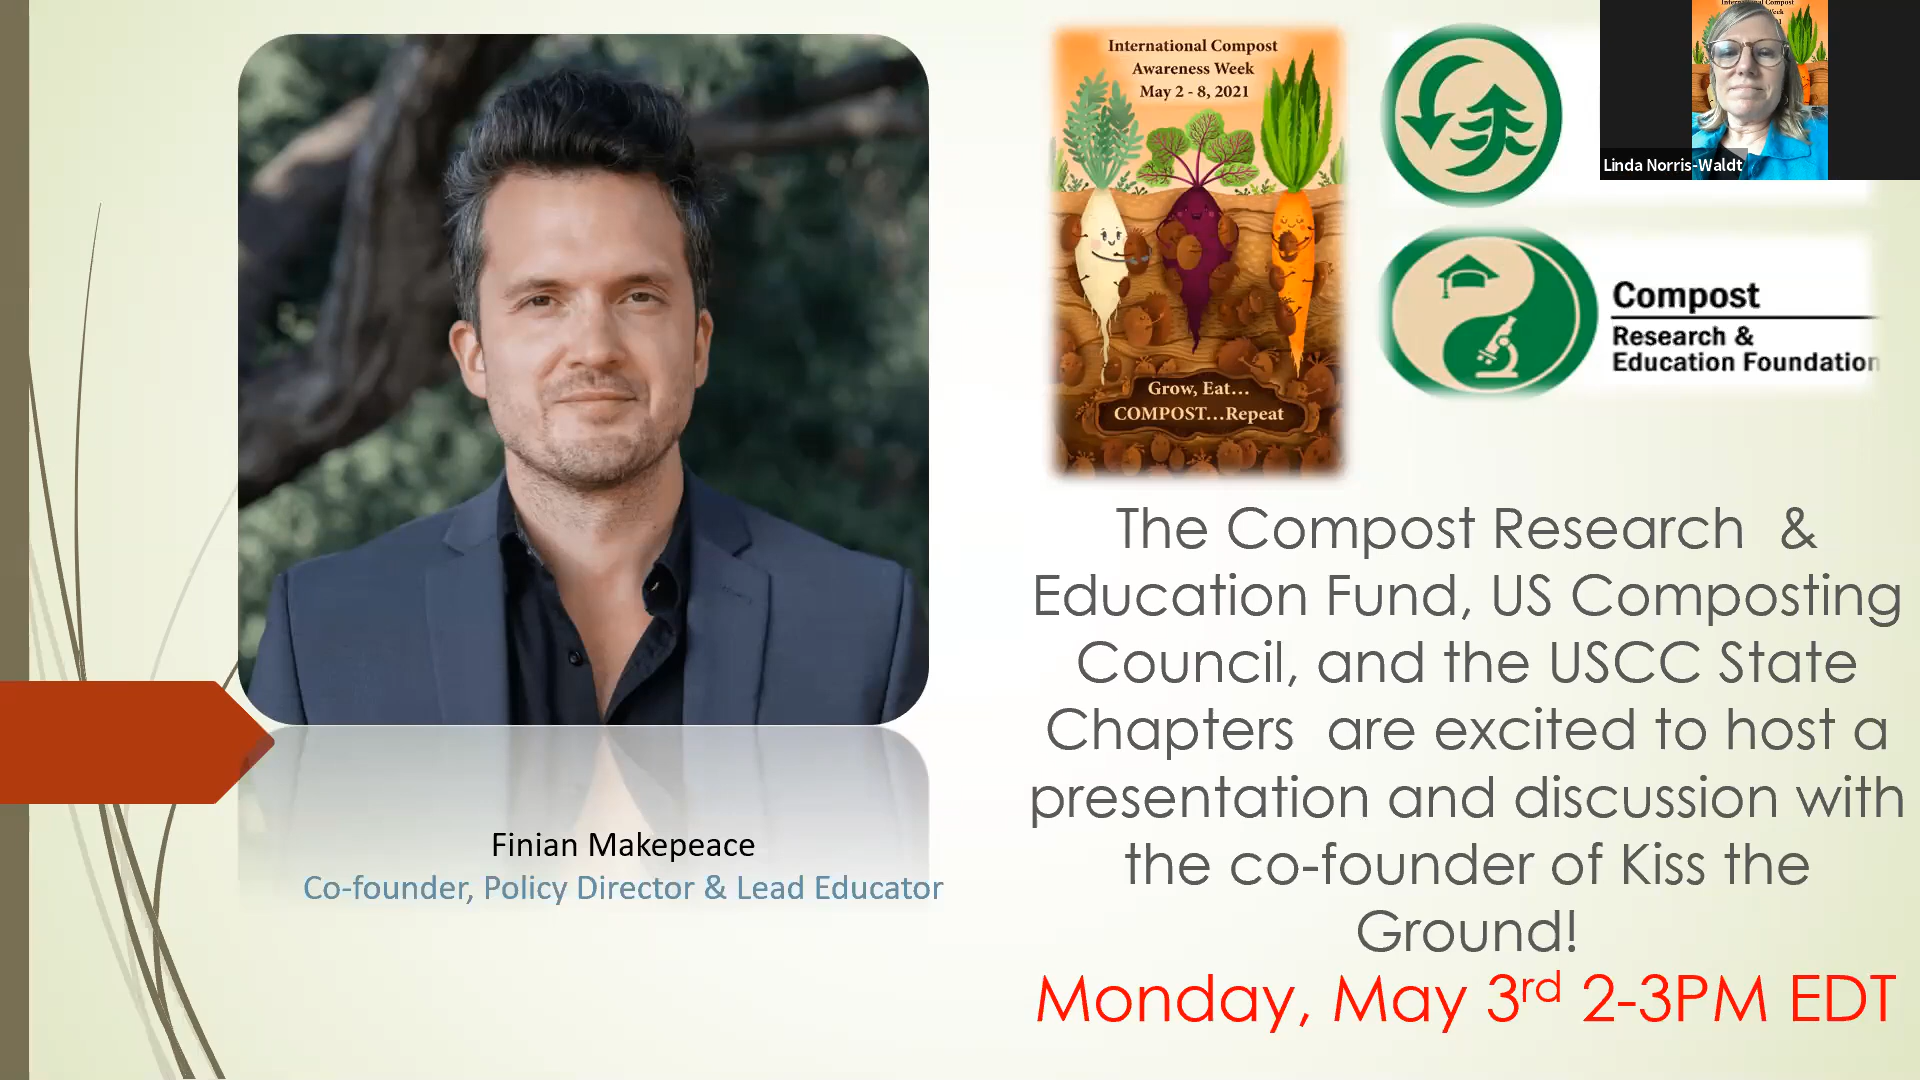 International Compost
Awareness Week
May 2 - 8, 2021
Grow, Eat...
COMPOST...Repeat
Linda Norris-Waldt
Compost
Research &
Education Foundation
The Compost Research &
Education Fund, US Composting
Council, and the USCC State
Chapters are excited to host a
presentation and discussion with
the co-founder of Kiss the
Ground!
Monday, May 3rd 2-3PM EDT
Finian Makepeace
Co-founder, Policy Director & Lead Educator